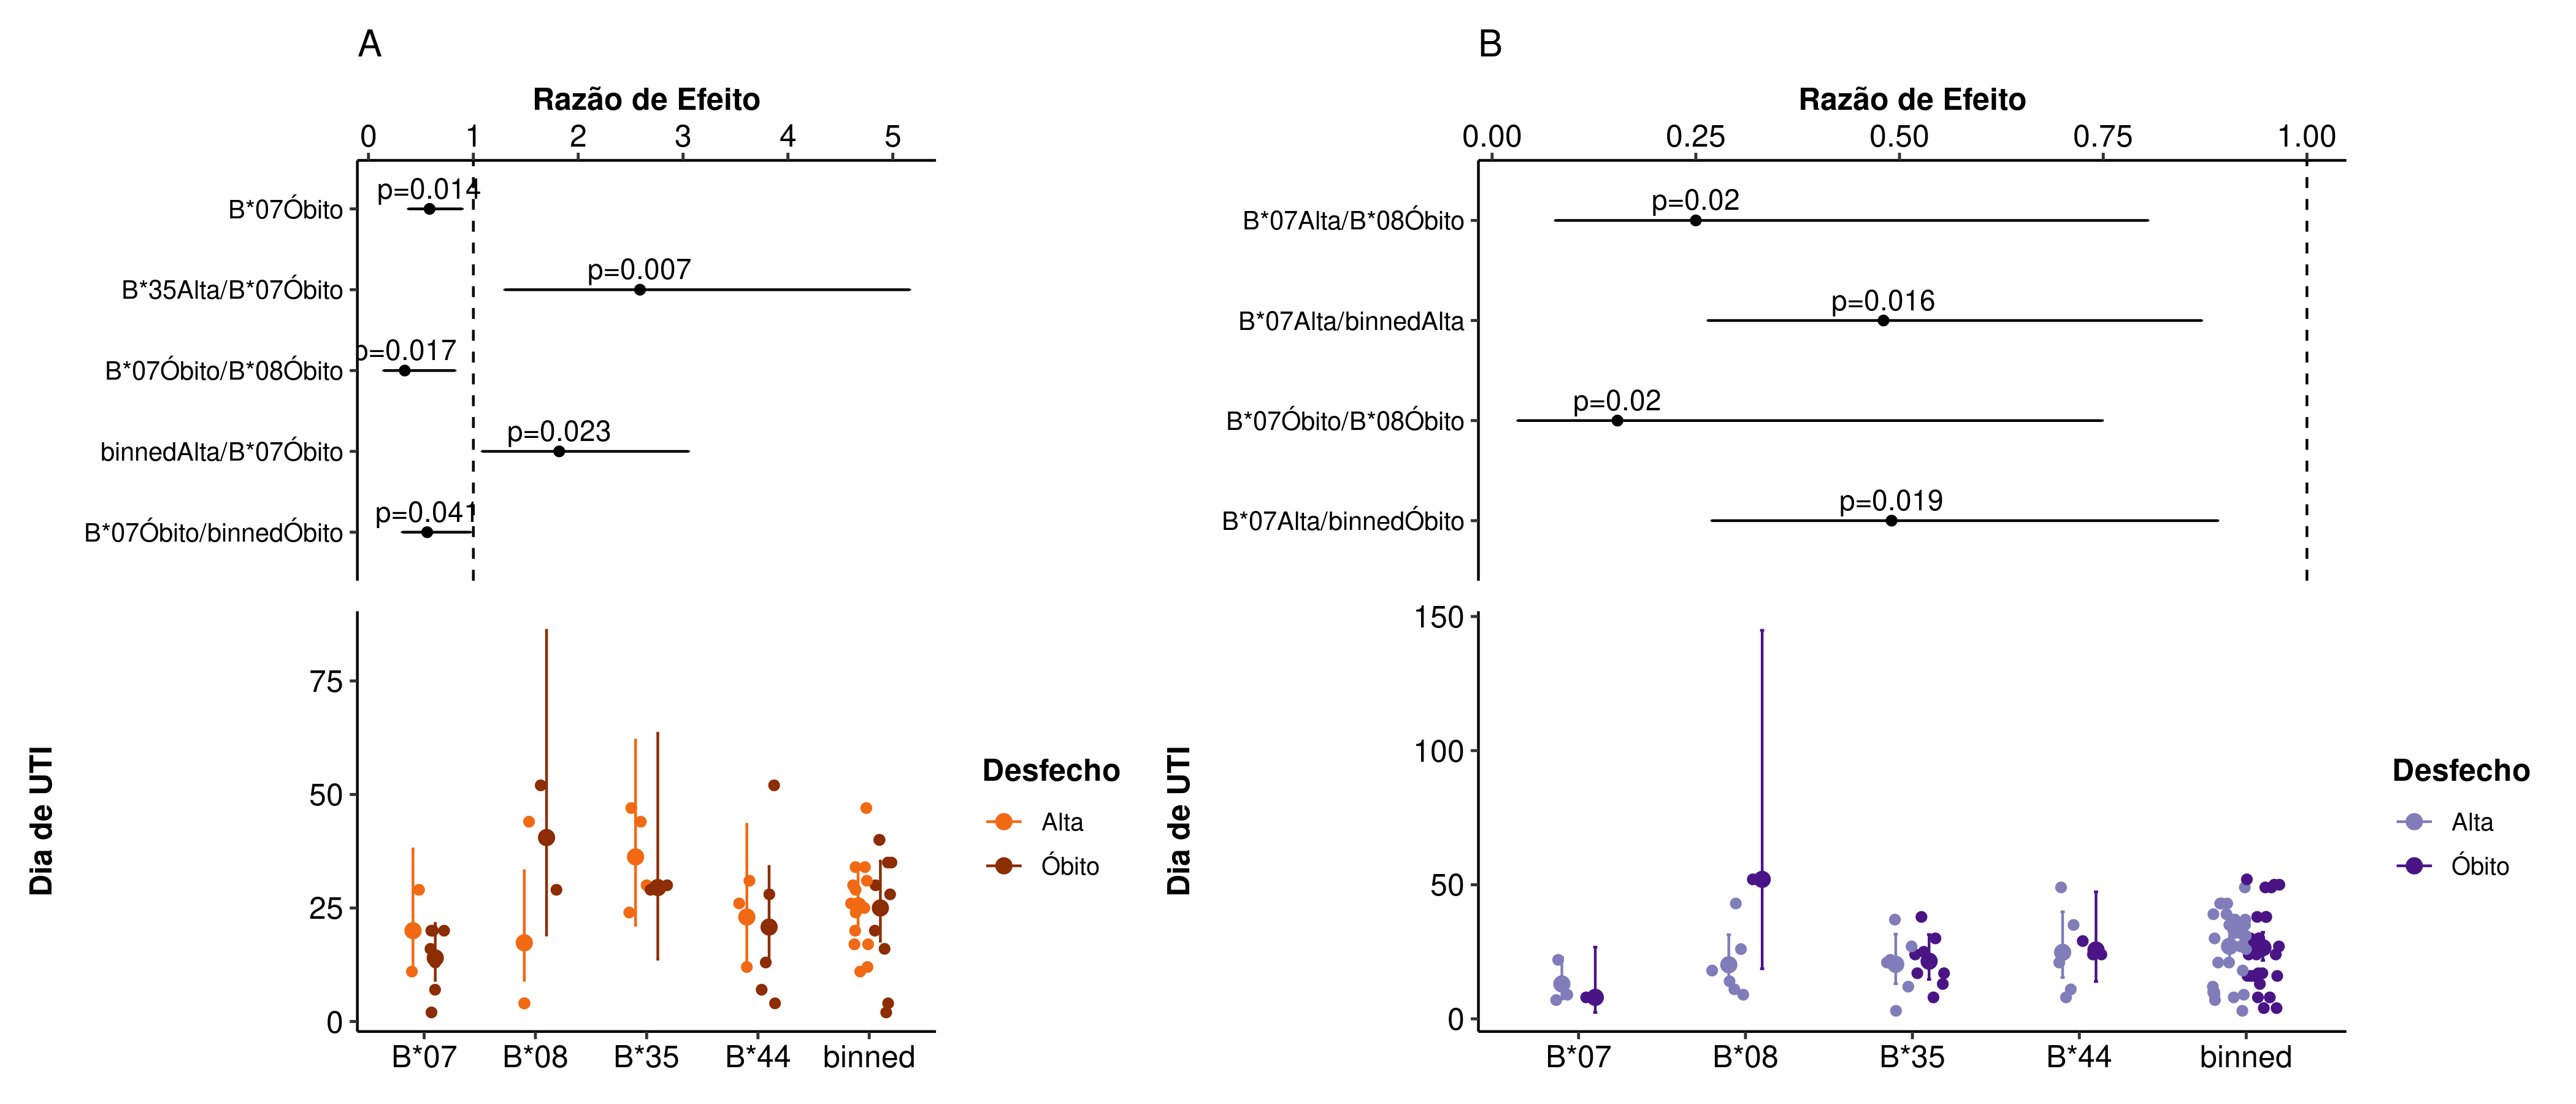 A
Razão de Efeito
0 1 2 3 4 5
p=0.014
B*07Óbito
p=0.007
B*35Alta/B*07Óbito
p=0.017
B*07Óbito/B*08Óbito
p=0.023
binnedAlta/B*07Óbito
p=0.041
B*07Óbito/binnedÓbito
Dia de UTI
75
50
25
0
B*07 B*08 B*35 B*44 binned
Desfecho
Alta
Óbito
B
Razão de Efeito
0.00 0.25 0.50 0.75 1.00
p=0.02
B*07Alta/B*08Óbito
p=0.016
B*07Alta/binnedAlta
p=0.02
B*07Óbito/B*08Óbito
p=0.019
B*07Alta/binnedÓbito
Dia de UTI
150
100
50
0
B*07 B*08 B*35 B*44 binned
Desfecho
Alta
Óbito